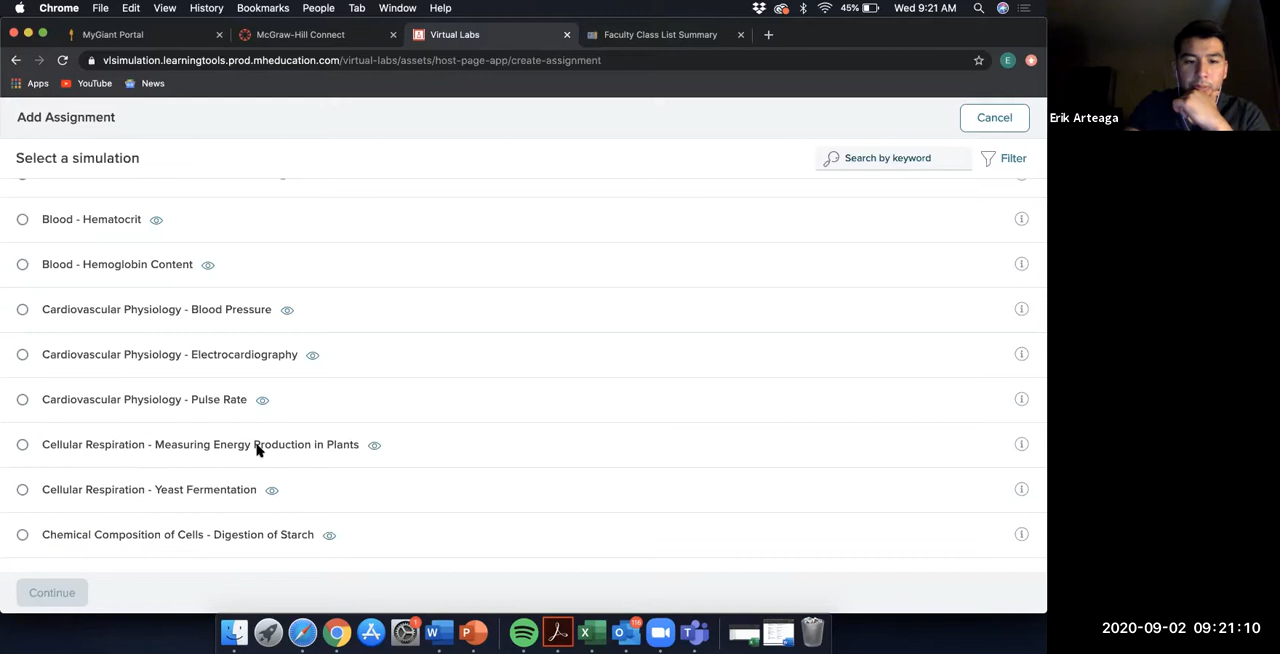 Chrome File Edit View History Bookmarks People Tab Window Help 45% Wed 9:21 AM
MyGiant Portal McGraw-Hill Connect Virtual Labs Faculty Class List Summary
vlsimulation.learningtools.prod.mheducation.com/virtual-labs/assets/host-page-app/create-assignment E
Apps YouTube News
Add Assignment Cancel
Erik Arteaga
Select a simulation Search by keyword Filter
Blood - Hematocrit
Blood - Hemoglobin Content
Cardiovascular Physiology - Blood Pressure
Cardiovascular Physiology - Electrocardiography
Cardiovascular Physiology - Pulse Rate
Cellular Respiration - Measuring Energy Production in Plants
Cellular Respiration - Yeast Fermentation
Chemical Composition of Cells - Digestion of Starch
Continue
2020-09-02 09:21:10